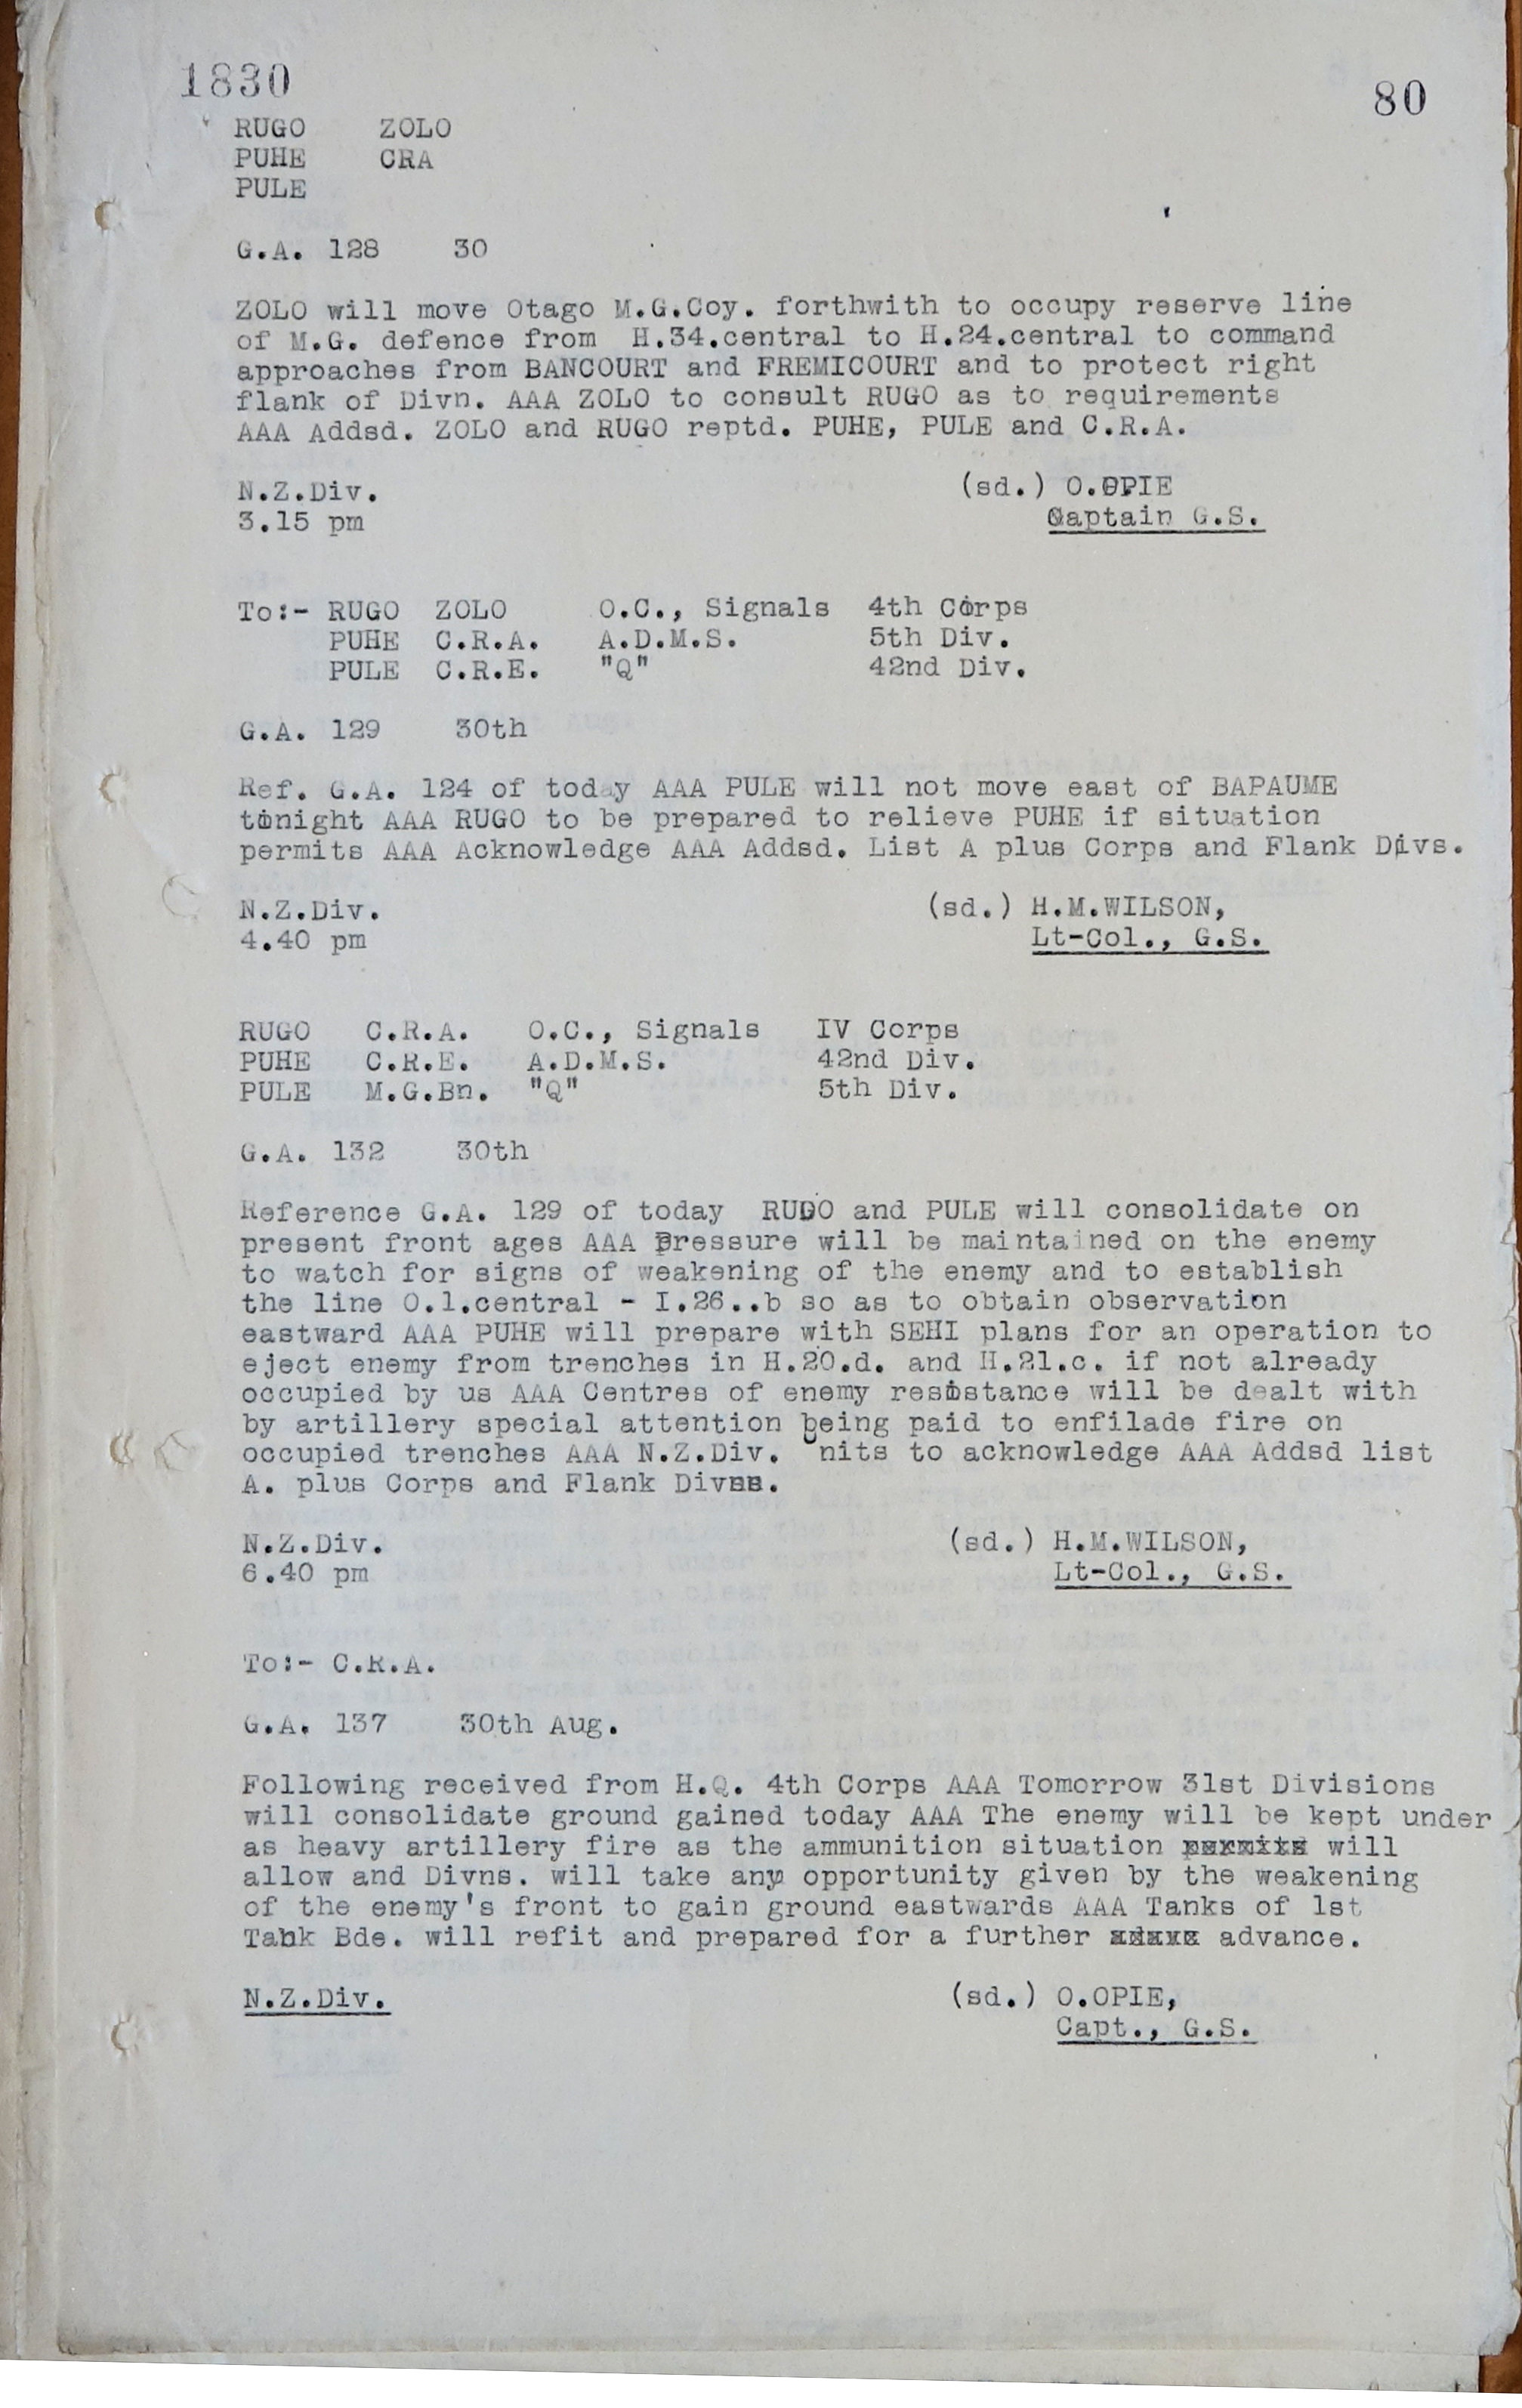 1830
80
RUGO ZOLO
PUHE CRA
PULE
G.A. 128 30
ZOLO will move Otago M.G.Coy. forthwith to occupy reserve line
of M.G. defence from H.34.central to H.24.central to command
approaches from BANCOURT and FREMICOURT and to protect right
flank of Divn. AAA ZOLO to consult RUGO as to requirements
AAA Addsd. ZOLO and RUGO reptd. PUHE, PULE and C.R.A.
N.Z.Div. (sd.) O.OPIE
3.15 pm Captain G.S.
To:- RUGO ZOLO O.C., Signals 4th Corps
PUHE C.R.A. A.D.M.S. 5th Div.
PULE C.R.E. "Q" 42nd Div.
G.A. 129 30th
Ref. G.A. 124 of today AAA PULE will not move east of BAPAUME
tonight AAA RUGO to be prepared to relieve PUHE if situation
permits AAA Acknowledge AAA Addsd. List A plus Corps and Flank Divs.
N.Z.Div. (sd.) H.M.WILSON,
4.40 pm Lt-Col., G.S.
RUGO C.R.A. O.C., Signals IV Corps
PUHE C.R.E. A.D.M.S. 42nd Div.
PULE M.G.Bn. "Q" 5th Div.
G.A. 132 30th
Reference G.A. 129 of today RUGO and PULE will consolidate on
present front ages AAA Pressure will be maintained on the enemy
to watch for signs of weakening of the enemy and to establish
the line O.1.central - I.26..b so as to obtain observation
eastward AAA PUHE will prepare with SEHI plans for an operation to
eject enemy from trenches in H.20.d. and H.21.c. if not already
occupied by us AAA Centres of enemy resistance will be dealt with
by artillery special attention being paid to enfilade fire on
occupied trenches AAA N.Z.Div. Units to acknowledge AAA Addsd list
A. plus Corps and Flank Divns.
N.Z.Div. (sd.) H.M.WILSON,
6.40 pm Lt-Col., G.S.
To:- C.R.A.
G.A. 137 30th Aug.
Following received from H.Q. 4th Corps AAA Tomorrow 31st Divisions
will consolidate ground gained today AAA The enemy will be kept under
as heavy artillery fire as the ammunition situation permits will
allow and Divns. will take any opportunity given by the weakening
of the enemy's front to gain ground eastwards AAA Tanks of 1st
Tank Bde. will refit and prepared for a further advance.
N.Z.Div. (sd.) O.OPIE,
Capt., G.S.